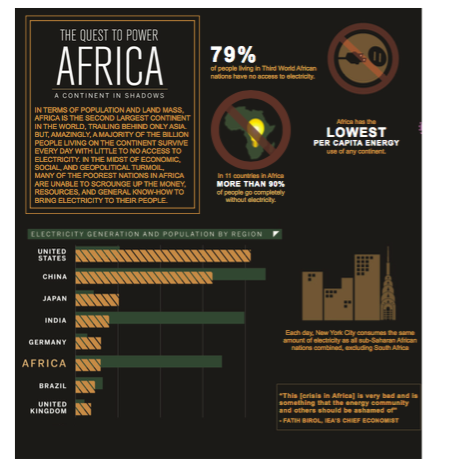 THE QUEST TO POWER
AFRICA
A CONTINENT IN SHADOWS
IN TERMS OF POPULATION AND LAND MASS,
AFRICA IS THE SECOND LARGEST CONTINENT
IN THE WORLD, TRAILING BEHIND ONLY ASIA.
BUT, AMAZINGLY, A MAJORITY OF THE BILLION
PEOPLE LIVING ON THE CONTINENT SURVIVE
EVERY DAY WITH LITTLE TO NO ACCESS TO
ELECTRICITY. IN THE MIDST OF ECONOMIC,
SOCIAL, AND GEOPOLITICAL TURMOIL,
MANY OF THE POOREST NATIONS IN AFRICA
ARE UNABLE TO SCROUNGE UP THE MONEY,
RESOURCES, AND GENERAL KNOW-HOW TO
BRING ELECTRICITY TO THEIR PEOPLE.
79%
of people living in Third World African
nations have no access to electricity.
In 11 countries in Africa
MORE THAN 90%
of people go completely
without electricity.
Africa has the
LOWEST
PER CAPITA ENERGY
use of any continent.
ELECTRICITY GENERATION AND POPULATION BY REGION
UNITED
STATES
CHINA
JAPAN
INDIA
GERMANY
AFRICA
BRAZIL
UNITED
KINGDOM
Each day, New York City consumes the same
amount of electricity as all sub-Saharan African
nations combined, excluding South Africa
"This [crisis in Africa] is very bad and is
something that the energy community
and others should be ashamed of"
- FATIH BIROL, IEA'S CHIEF ECONOMIST